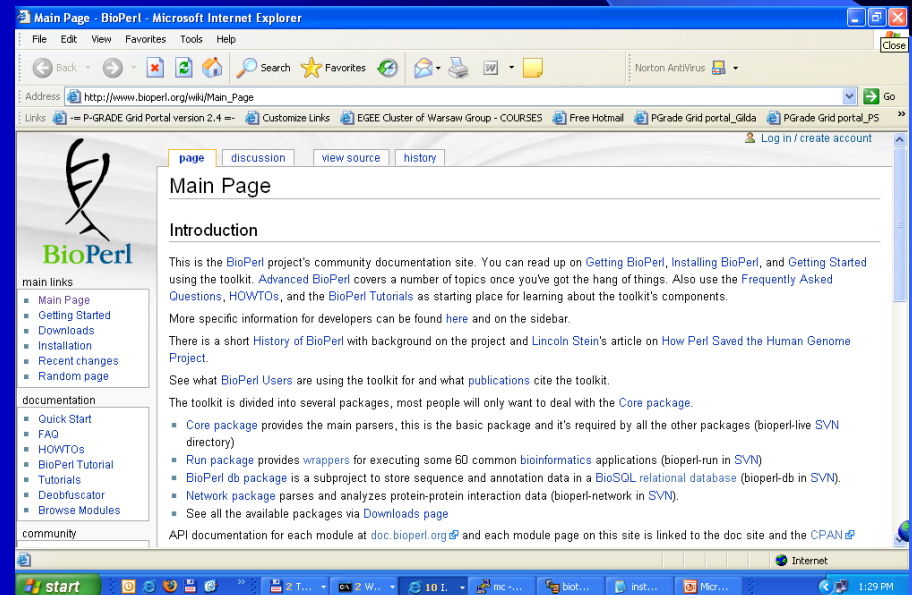 Main Page - BioPerl - Microsoft Internet Explorer
File Edit View Favorites Tools Help
Close
Back Search Favorites Norton AntiVirus
Address http://www.bioperl.org/wiki/Main_Page Go
Links -= P-GRADE Grid Portal version 2.4 =- Customize Links EGEE Cluster of Warsaw Group - COURSES Free Hotmail PGrade Grid portal_Gilda PGrade Grid portal_PS »
Log in / create account
page discussion view source history
BioPerl
main links
Main Page
Getting Started
Downloads
Installation
Recent changes
Random page
documentation
Quick Start
FAQ
HOWTOs
BioPerl Tutorial
Tutorials
Deobfuscator
Browse Modules
community
Main Page
Introduction
This is the BioPerl project's community documentation site. You can read up on Getting BioPerl, Installing BioPerl, and Getting Started
using the toolkit. Advanced BioPerl covers a number of topics once you've got the hang of things. Also use the Frequently Asked
Questions, HOWTOs, and the BioPerl Tutorials as starting place for learning about the toolkit's components.
More specific information for developers can be found here and on the sidebar.
There is a short History of BioPerl with background on the project and Lincoln Stein's article on How Perl Saved the Human Genome
Project.
See what BioPerl Users are using the toolkit for and what publications cite the toolkit.
The toolkit is divided into several packages, most people will only want to deal with the Core package.
Core package provides the main parsers, this is the basic package and it's required by all the other packages (bioperl-live SVN
directory)
Run package provides wrappers for executing some 60 common bioinformatics applications (bioperl-run in SVN)
BioPerl db package is a subproject to store sequence and annotation data in a BioSQL relational database (bioperl-db in SVN).
Network package parses and analyzes protein-protein interaction data (bioperl-network in SVN).
See all the available packages via Downloads page
API documentation for each module at doc.bioperl.org and each module page on this site is linked to the doc site and the CPAN
Internet
start » 2 T... 2 W... 10 I. mc -... biot... inst... Micr... 1:29 PM